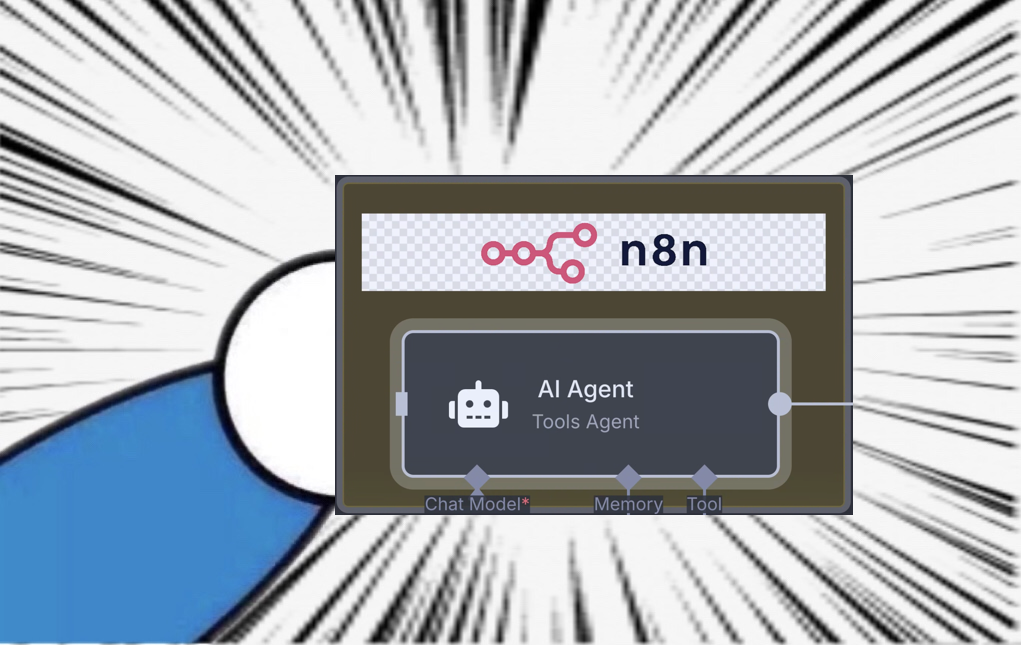 n8n
AI Agent
Tools Agent
Chat Model*
Memory
Tool